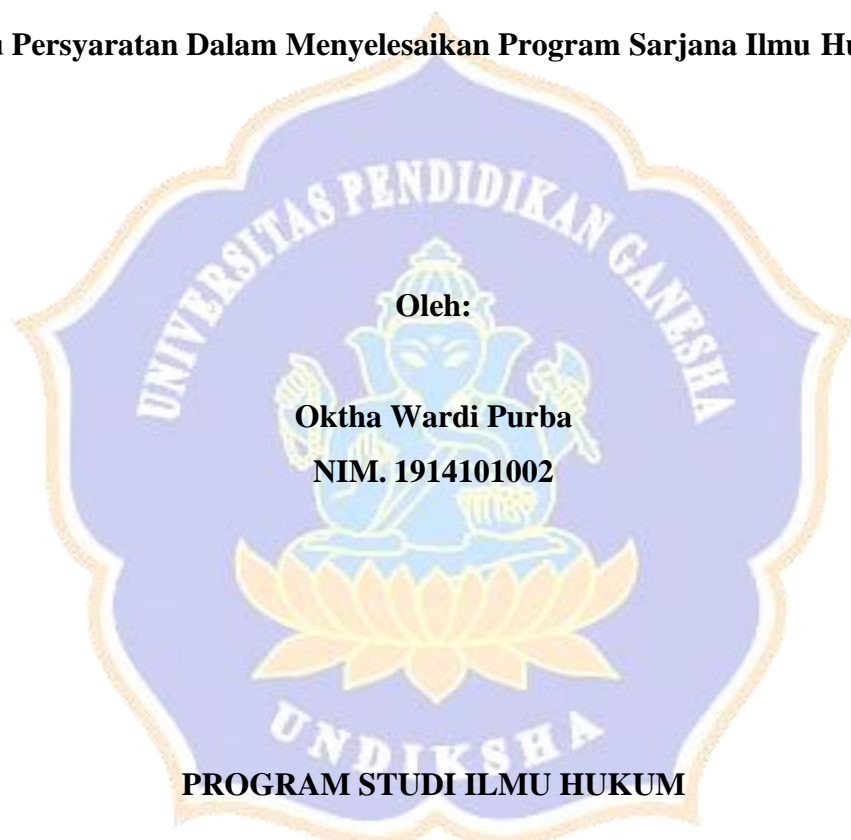 Persyaratan Dalam Menyelesaikan Program Sarjana Ilmu
UNIVERSITAS PENDIDIKAN GANESHA
Oleh:
Oktha Wardi Purba
NIM. 1914101002
UNDIKSHA
PROGRAM STUDI ILMU HUKUM